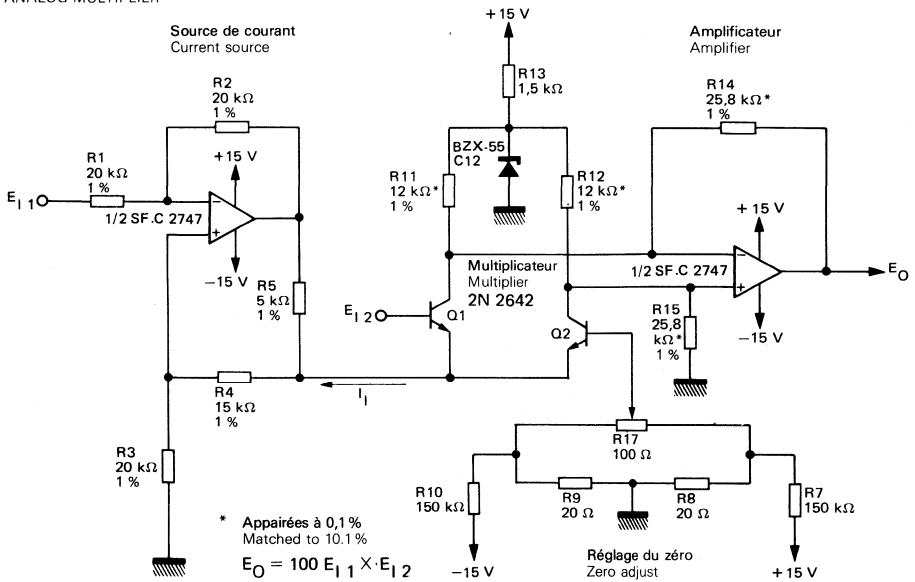 ANALOG MULTIPLIER
Source de courant
Current source
R2
20 kΩ
1 %
R1
20 kΩ
1 %
+15 V
E I 1
1/2 SF.C 2747
−
+
−15 V
R5
5 kΩ
1 %
R4
15 kΩ
1 %
I I
R3
20 kΩ
1 %
+15 V
R13
1,5 kΩ
BZX-55
C12
R11
12 kΩ*
1 %
R12
12 kΩ*
1 %
Multiplicateur
Multiplier
2N 2642
E I 2
Q1
Q2
Amplificateur
Amplifier
R14
25,8 kΩ*
1 %
+ 15 V
1/2 SF.C 2747
−
+
−15 V
E O
R15
25,8
kΩ*
1 %
R17
100 Ω
R10
150 kΩ
R9
20 Ω
R8
20 Ω
R7
150 kΩ
−15 V
Réglage du zéro
Zero adjust
+15 V
* Appairées à 0,1 %
Matched to 10.1 %
E O = 100 E I 1 X·E I 2